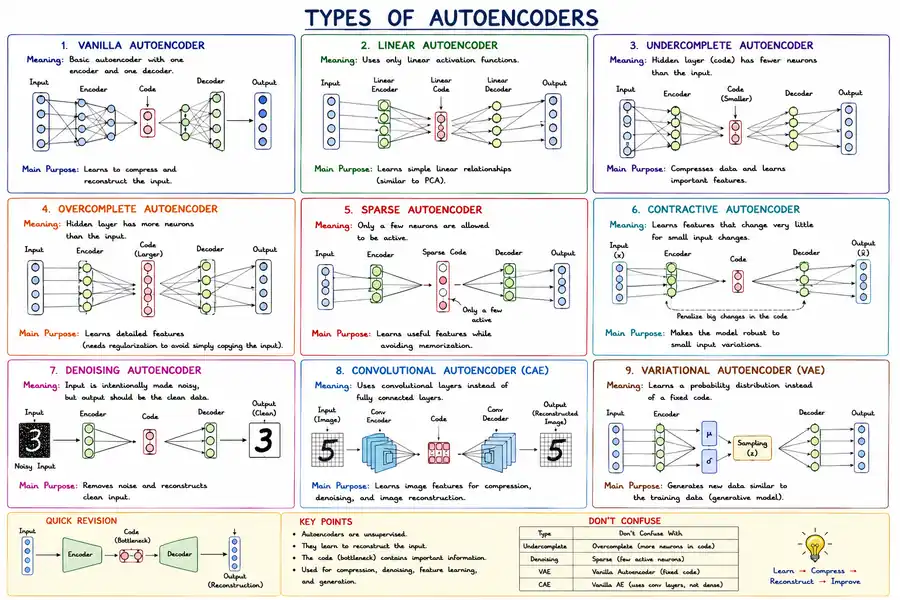 TYPES OF AUTOENCODERS
1. VANILLA AUTOENCODER
Meaning: Basic autoencoder with one
encoder and one decoder.
Input
Encoder
Code
Decoder
Output
Main Purpose: Learns to compress and
reconstruct the input.
2. LINEAR AUTOENCODER
Meaning: Uses only linear activation functions.
Input
Linear
Encoder
Linear
Code
Linear
Decoder
Output
Main Purpose: Learns simple linear relationships
(similar to PCA).
3. UNDERCOMPLETE AUTOENCODER
Meaning: Hidden layer (code) has fewer neurons
than the input.
Input
Encoder
Code
(Smaller)
Decoder
Output
Main Purpose: Compresses data and learns
important features.
4. OVERCOMPLETE AUTOENCODER
Meaning: Hidden layer has more neurons
than the input.
Input
Encoder
Code
(Larger)
Decoder
Output
Main Purpose: Learns detailed features
(needs regularization to avoid simply copying the input).
5. SPARSE AUTOENCODER
Meaning: Only a few neurons are allowed
to be active.
Input
Encoder
Sparse Code
Decoder
Output
Only a few
active
Main Purpose: Learns useful features while
avoiding memorization.
6. CONTRACTIVE AUTOENCODER
Meaning: Learns features that change very little
for small input changes.
Input
(x)
Encoder
Code
Decoder
Output
(x̂)
Penalize big changes in the code
Main Purpose: Makes the model robust to
small input variations.
7. DENOISING AUTOENCODER
Meaning: Input is intentionally made noisy,
but output should be the clean data.
Input
Encoder
Code
Decoder
Output
(Clean)
3
3
Noisy Input
Main Purpose: Removes noise and reconstructs
clean input.
8. CONVOLUTIONAL AUTOENCODER (CAE)
Meaning: Uses convolutional layers instead of
fully connected layers.
Input
(Image)
Conv
Encoder
Code
Conv
Decoder
Output
(Reconstructed
Image)
5
5
Main Purpose: Learns image features for compression,
denoising, and image reconstruction.
9. VARIATIONAL AUTOENCODER (VAE)
Meaning: Learns a probability distribution instead
of a fixed code.
Input
Encoder
μ
σ
Sampling
(z)
Decoder
Output
Main Purpose: Generates new data similar to
the training data (generative model).
QUICK REVISION
Input
Encoder
Code
(Bottleneck)
Decoder
Output
(Reconstruction)
KEY POINTS
• Autoencoders are unsupervised.
• They learn to reconstruct the input.
• The code (bottleneck) contains important information.
• Used for compression, denoising, feature learning,
and generation.
DON'T CONFUSE
Type Don't Confuse With
Undercomplete Overcomplete (more neurons in code)
Denoising Sparse (few active neurons)
VAE Vanilla Autoencoder (fixed code)
CAE Vanilla AE (uses conv layers, not dense)
Learn → Compress →
Reconstruct → Improve